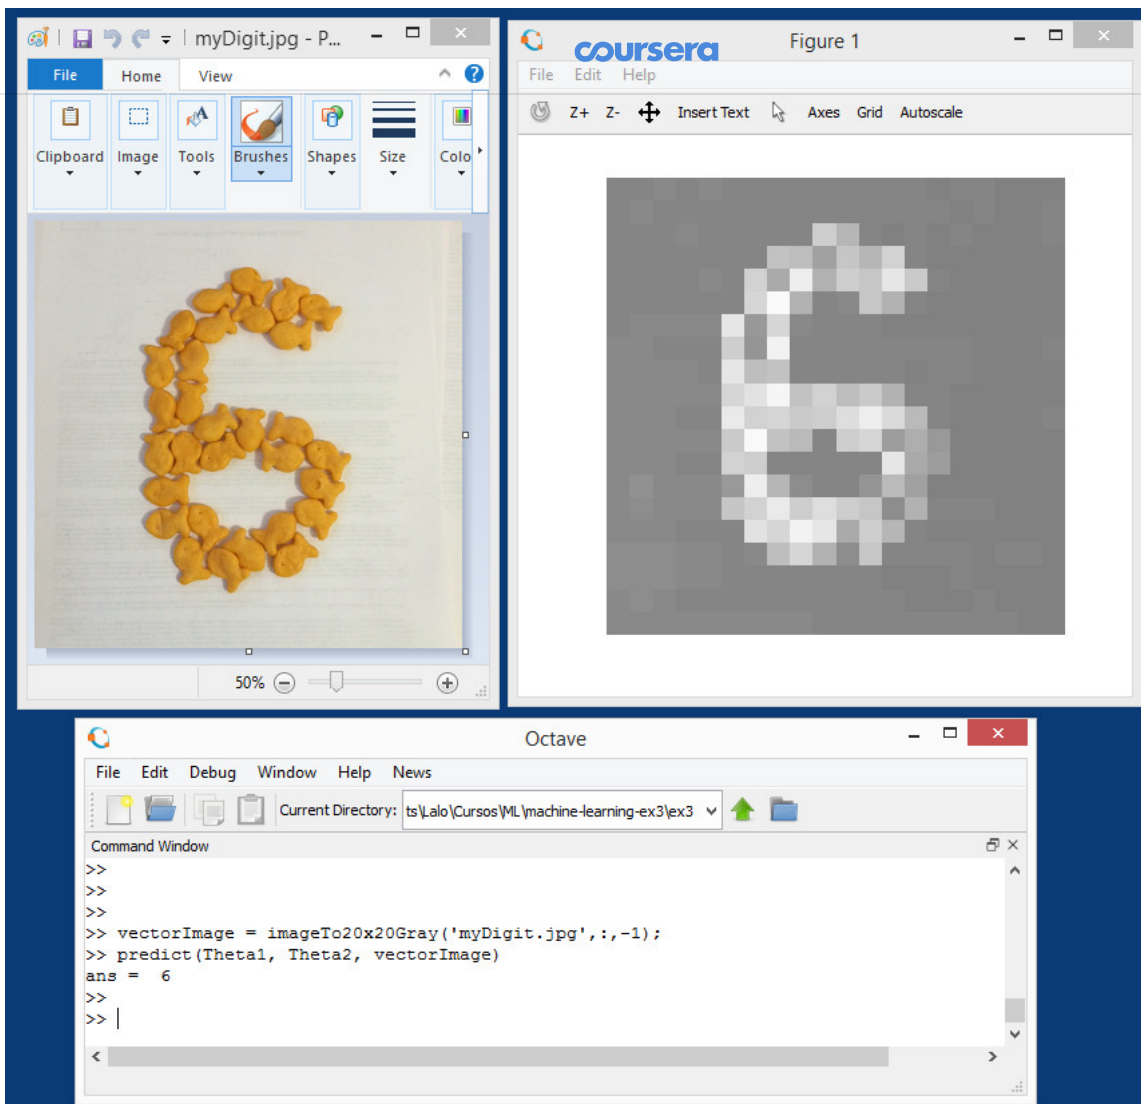 myDigit.jpg - P...
File Home View
Clipboard Image Tools Brushes Shapes Size Colo
50%
coursera
Figure 1
File Edit Help
Z+ Z- Insert Text Axes Grid Autoscale
Octave
File Edit Debug Window Help News
Current Directory: ts\Lalo\Cursos\ML\machine-learning-ex3\ex3
Command Window
>>
>>
>>
>> vectorImage = imageTo20x20Gray('myDigit.jpg',:,-1);
>> predict(Theta1, Theta2, vectorImage)
ans =  6
>>
>>